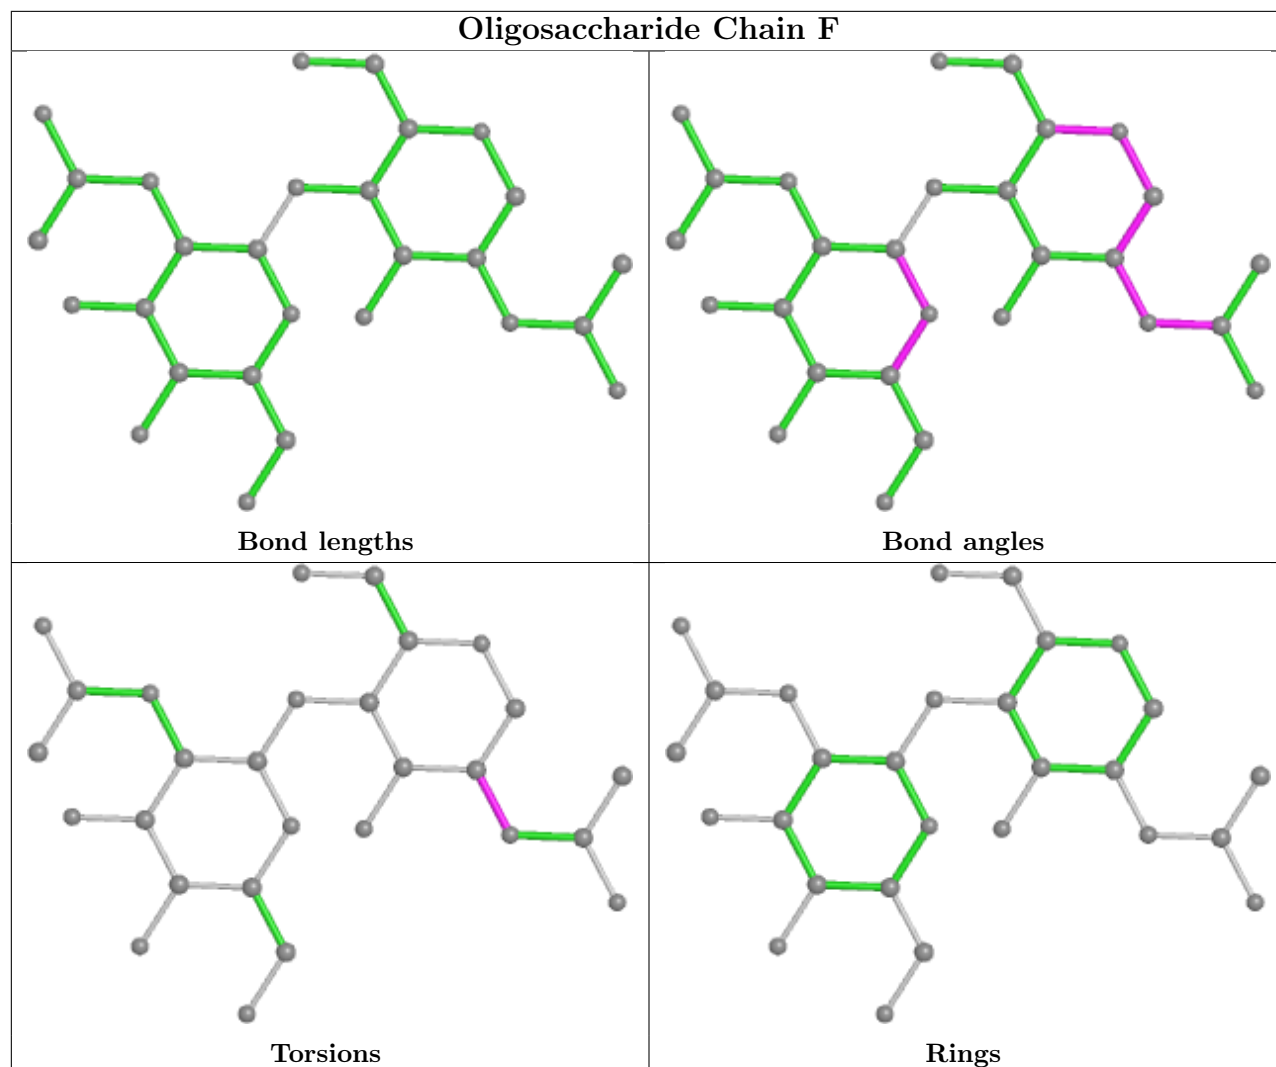 Oligosaccharide Chain F
Bond lengths
Bond angles
Torsions
Rings